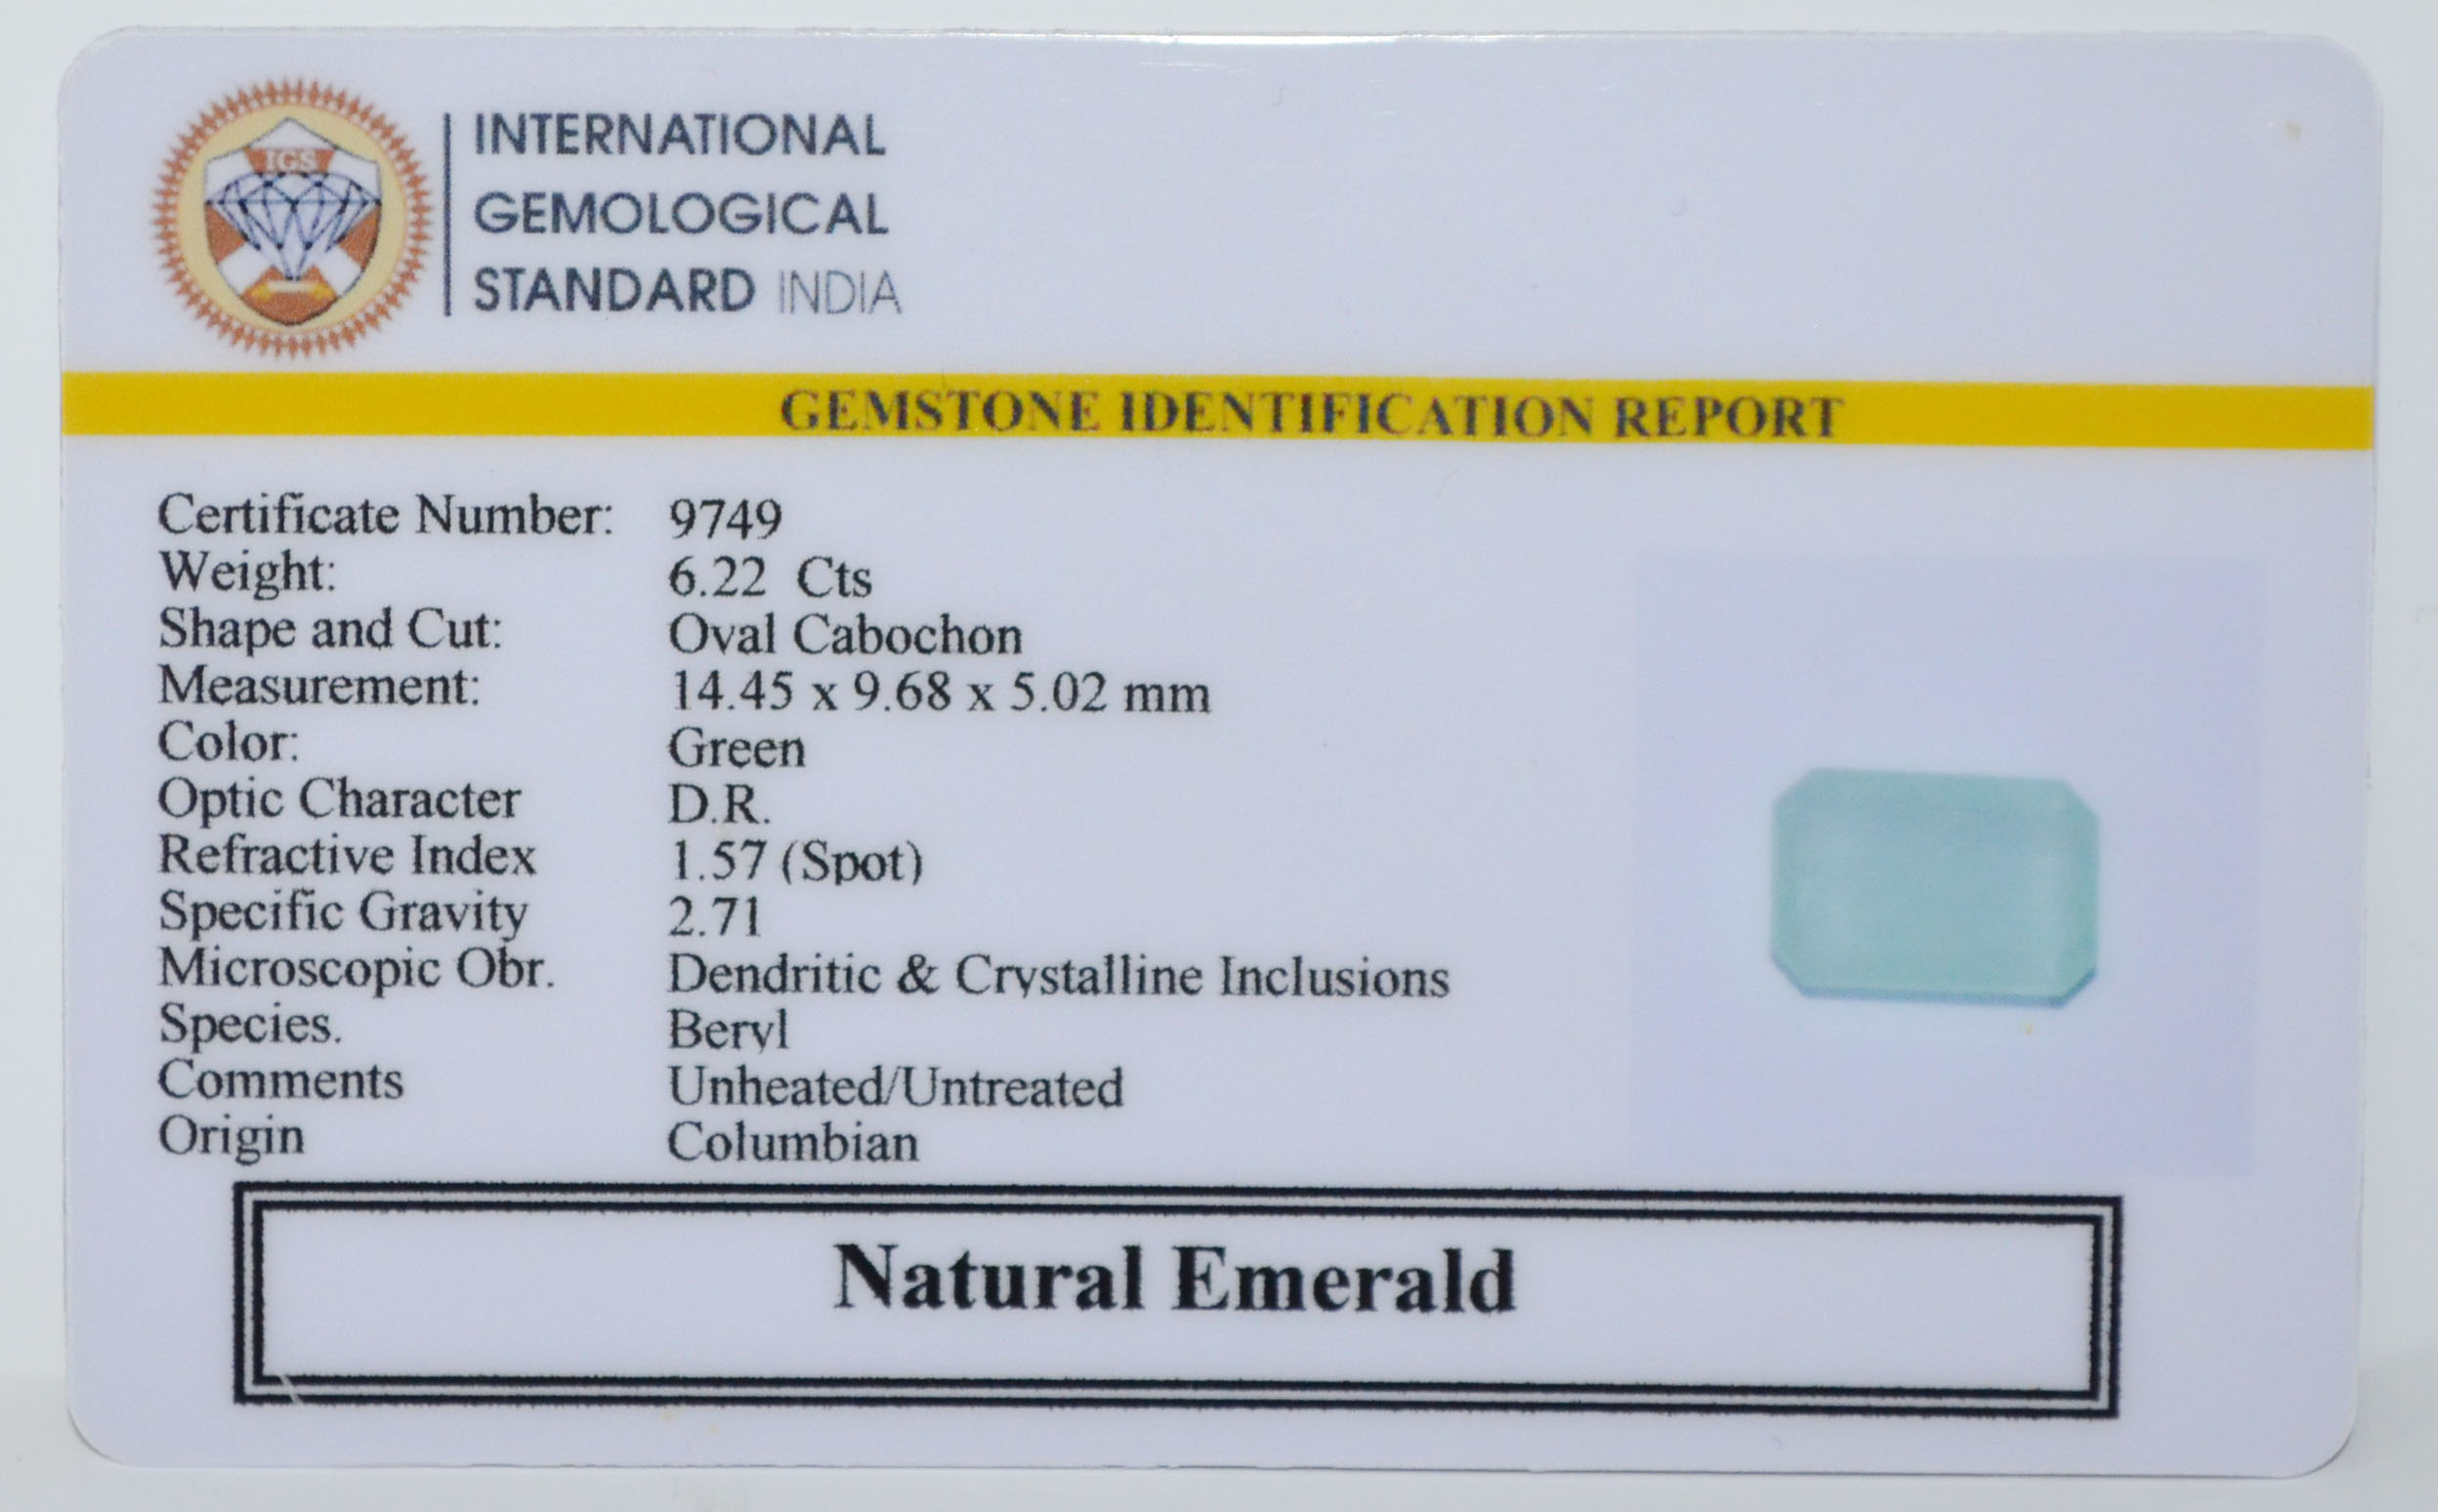 IGS
INTERNATIONAL
GEMOLOGICAL
STANDARD INDIA
GEMSTONE IDENTIFICATION REPORT
Certificate Number: 9749
Weight: 6.22 Cts
Shape and Cut: Oval Cabochon
Measurement: 14.45 x 9.68 x 5.02 mm
Color: Green
Optic Character D.R.
Refractive Index 1.57 (Spot)
Specific Gravity 2.71
Microscopic Obr. Dendritic & Crystalline Inclusions
Species. Beryl
Comments Unheated/Untreated
Origin Columbian
Natural Emerald